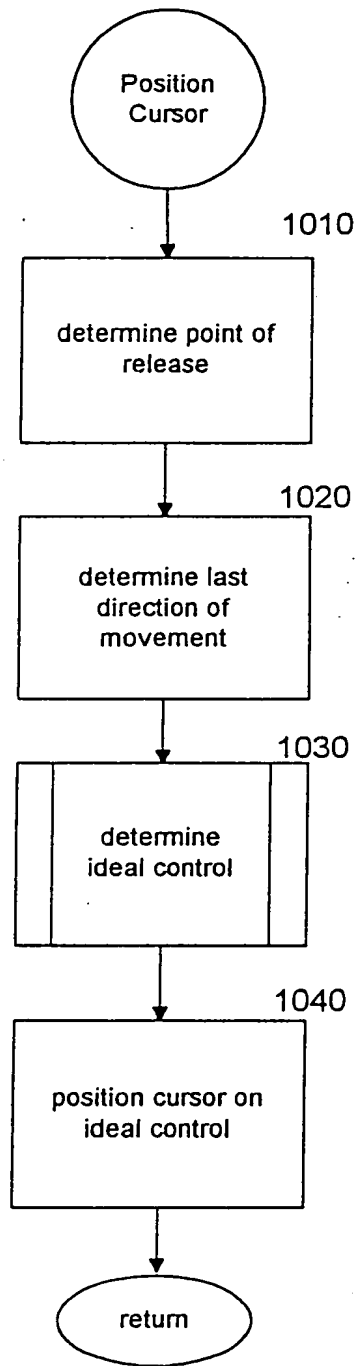 Position
Cursor
1010
determine point of
release
1020
determine last
direction of
movement
1030
determine
ideal control
1040
position cursor on
ideal control
return